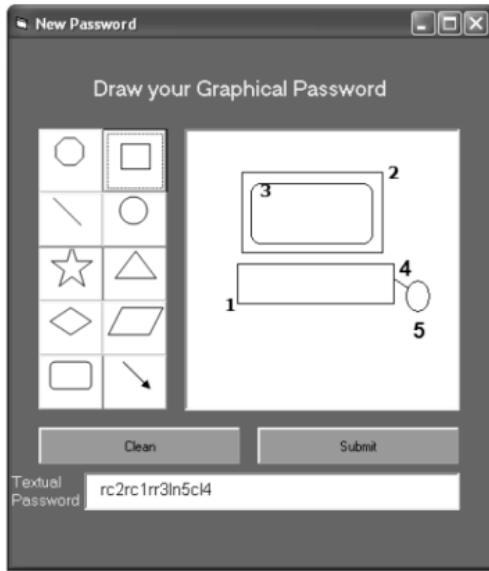 New Password
Draw your Graphical Password
2
3
4
1
5
Clean
Submit
Textual
Password
rc2rc1rr3ln5cl4